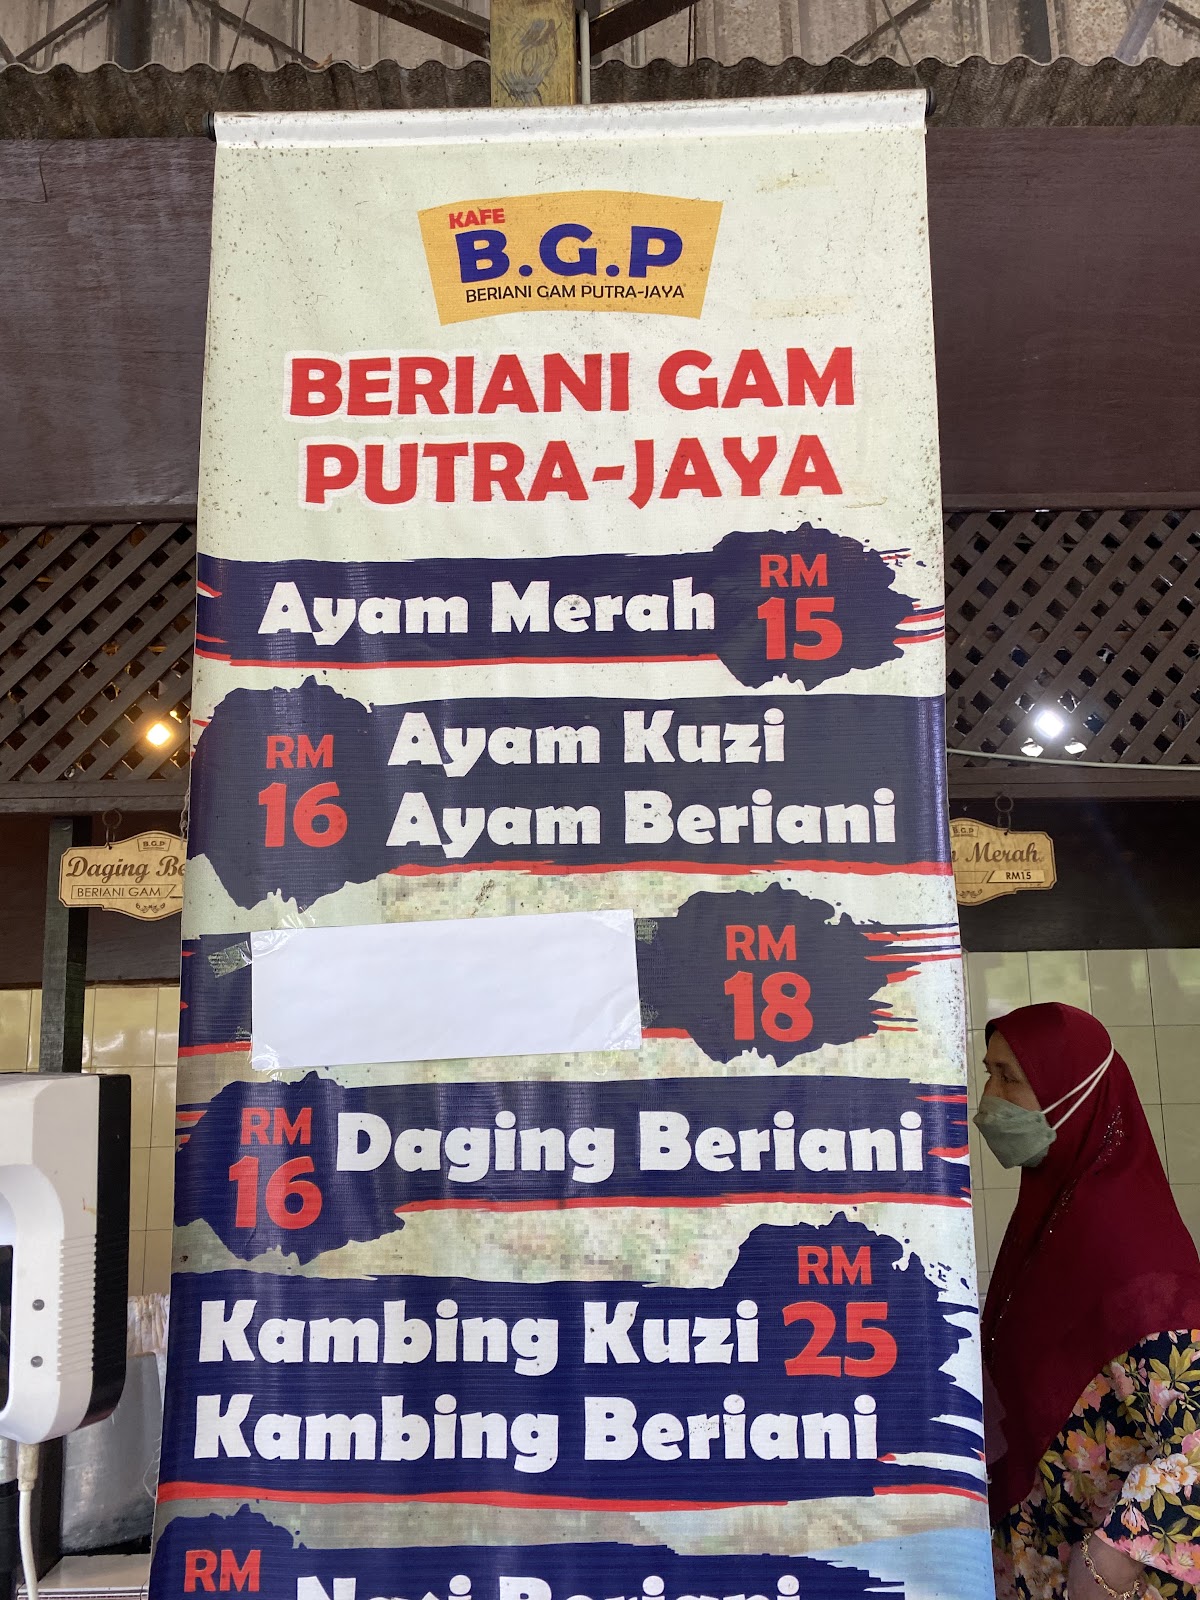 KAFE
B.G.P
BERIANI GAM PUTRA-JAYA
BERIANI GAM
PUTRA-JAYA
Ayam Merah
RM
15
RM
16
Ayam Kuzi
Ayam Beriani
RM
18
RM
16
Daging Beriani
Kambing Kuzi
Kambing Beriani
RM
25
RM
Beriani
B.G.P
Daging Be
BERIANI GAM
B.G.P
Merah
RM15